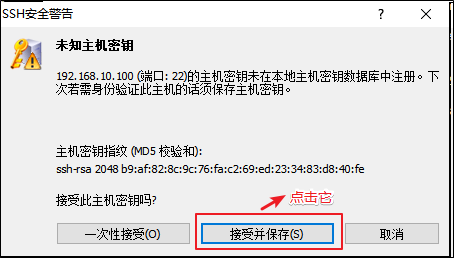 SSH安全警告
未知主机密钥
192.168.10.100 (端口: 22)的主机密钥未在本地主机密钥数据库中注册。下
次若需身份验证此主机的话须保存主机密钥。
主机密钥指纹 (MD5 校验和):
ssh-rsa 2048 b9:af:82:8c:9c:76:fa:c2:69:ed:23:34:83:d8:40:fe
点击它
接受此主机密钥吗?
一次性接受(O)
接受并保存(S)
取消